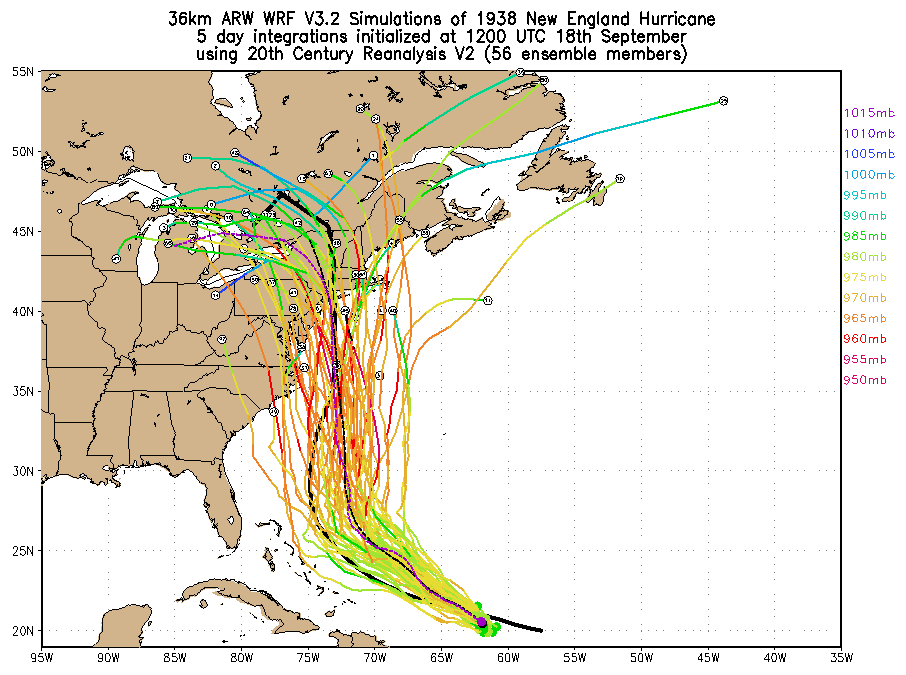 36km ARW WRF V3.2 Simulations of 1938 New England Hurricane
5 day integrations initialized at 1200 UTC 18th September
using 20th Century Reanalysis V2 (56 ensemble members)
55N
50N
45N
40N
35N
30N
25N
20N
95W 90W 85W 80W 75W 70W 65W 60W 55W 50W 45W 40W 35W
1015mb
1010mb
1005mb
1000mb
995mb
990mb
985mb
980mb
975mb
970mb
965mb
960mb
955mb
950mb